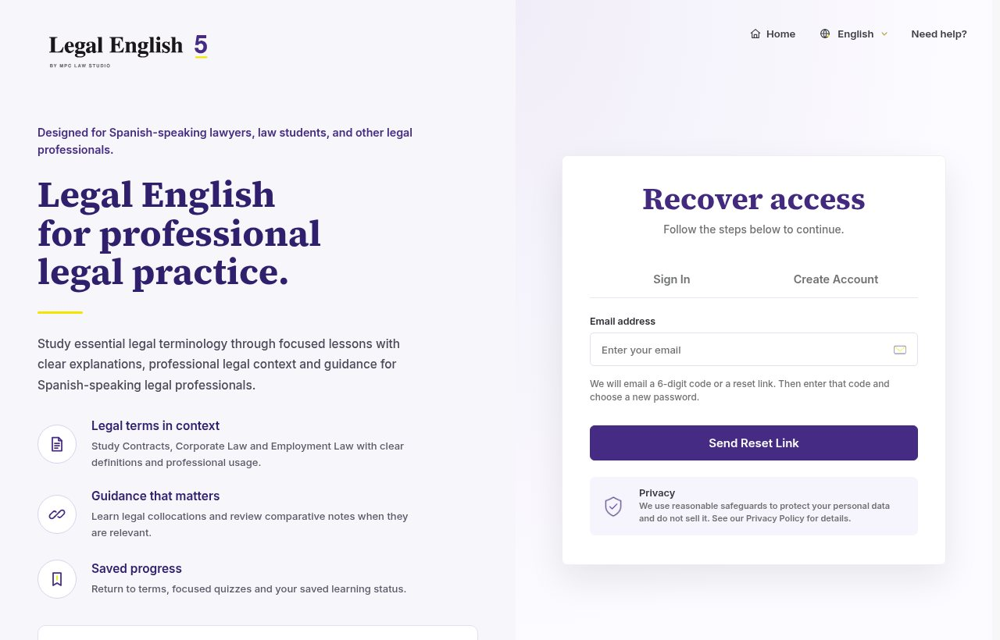 Legal English 5
BY MPC LAW STUDIO
Home
English
Need help?
Designed for Spanish-speaking lawyers, law students, and other legal
professionals.
Legal English
for professional
legal practice.
Study essential legal terminology through focused lessons with
clear explanations, professional legal context and guidance for
Spanish-speaking legal professionals.
Legal terms in context
Study Contracts, Corporate Law and Employment Law with clear
definitions and professional usage.
Guidance that matters
Learn legal collocations and review comparative notes when they
are relevant.
Saved progress
Return to terms, focused quizzes and your saved learning status.
Recover access
Follow the steps below to continue.
Sign In
Create Account
Email address
Enter your email
We will email a 6-digit code or a reset link. Then enter that code and
choose a new password.
Send Reset Link
Privacy
We use reasonable safeguards to protect your personal data
and do not sell it. See our Privacy Policy for details.